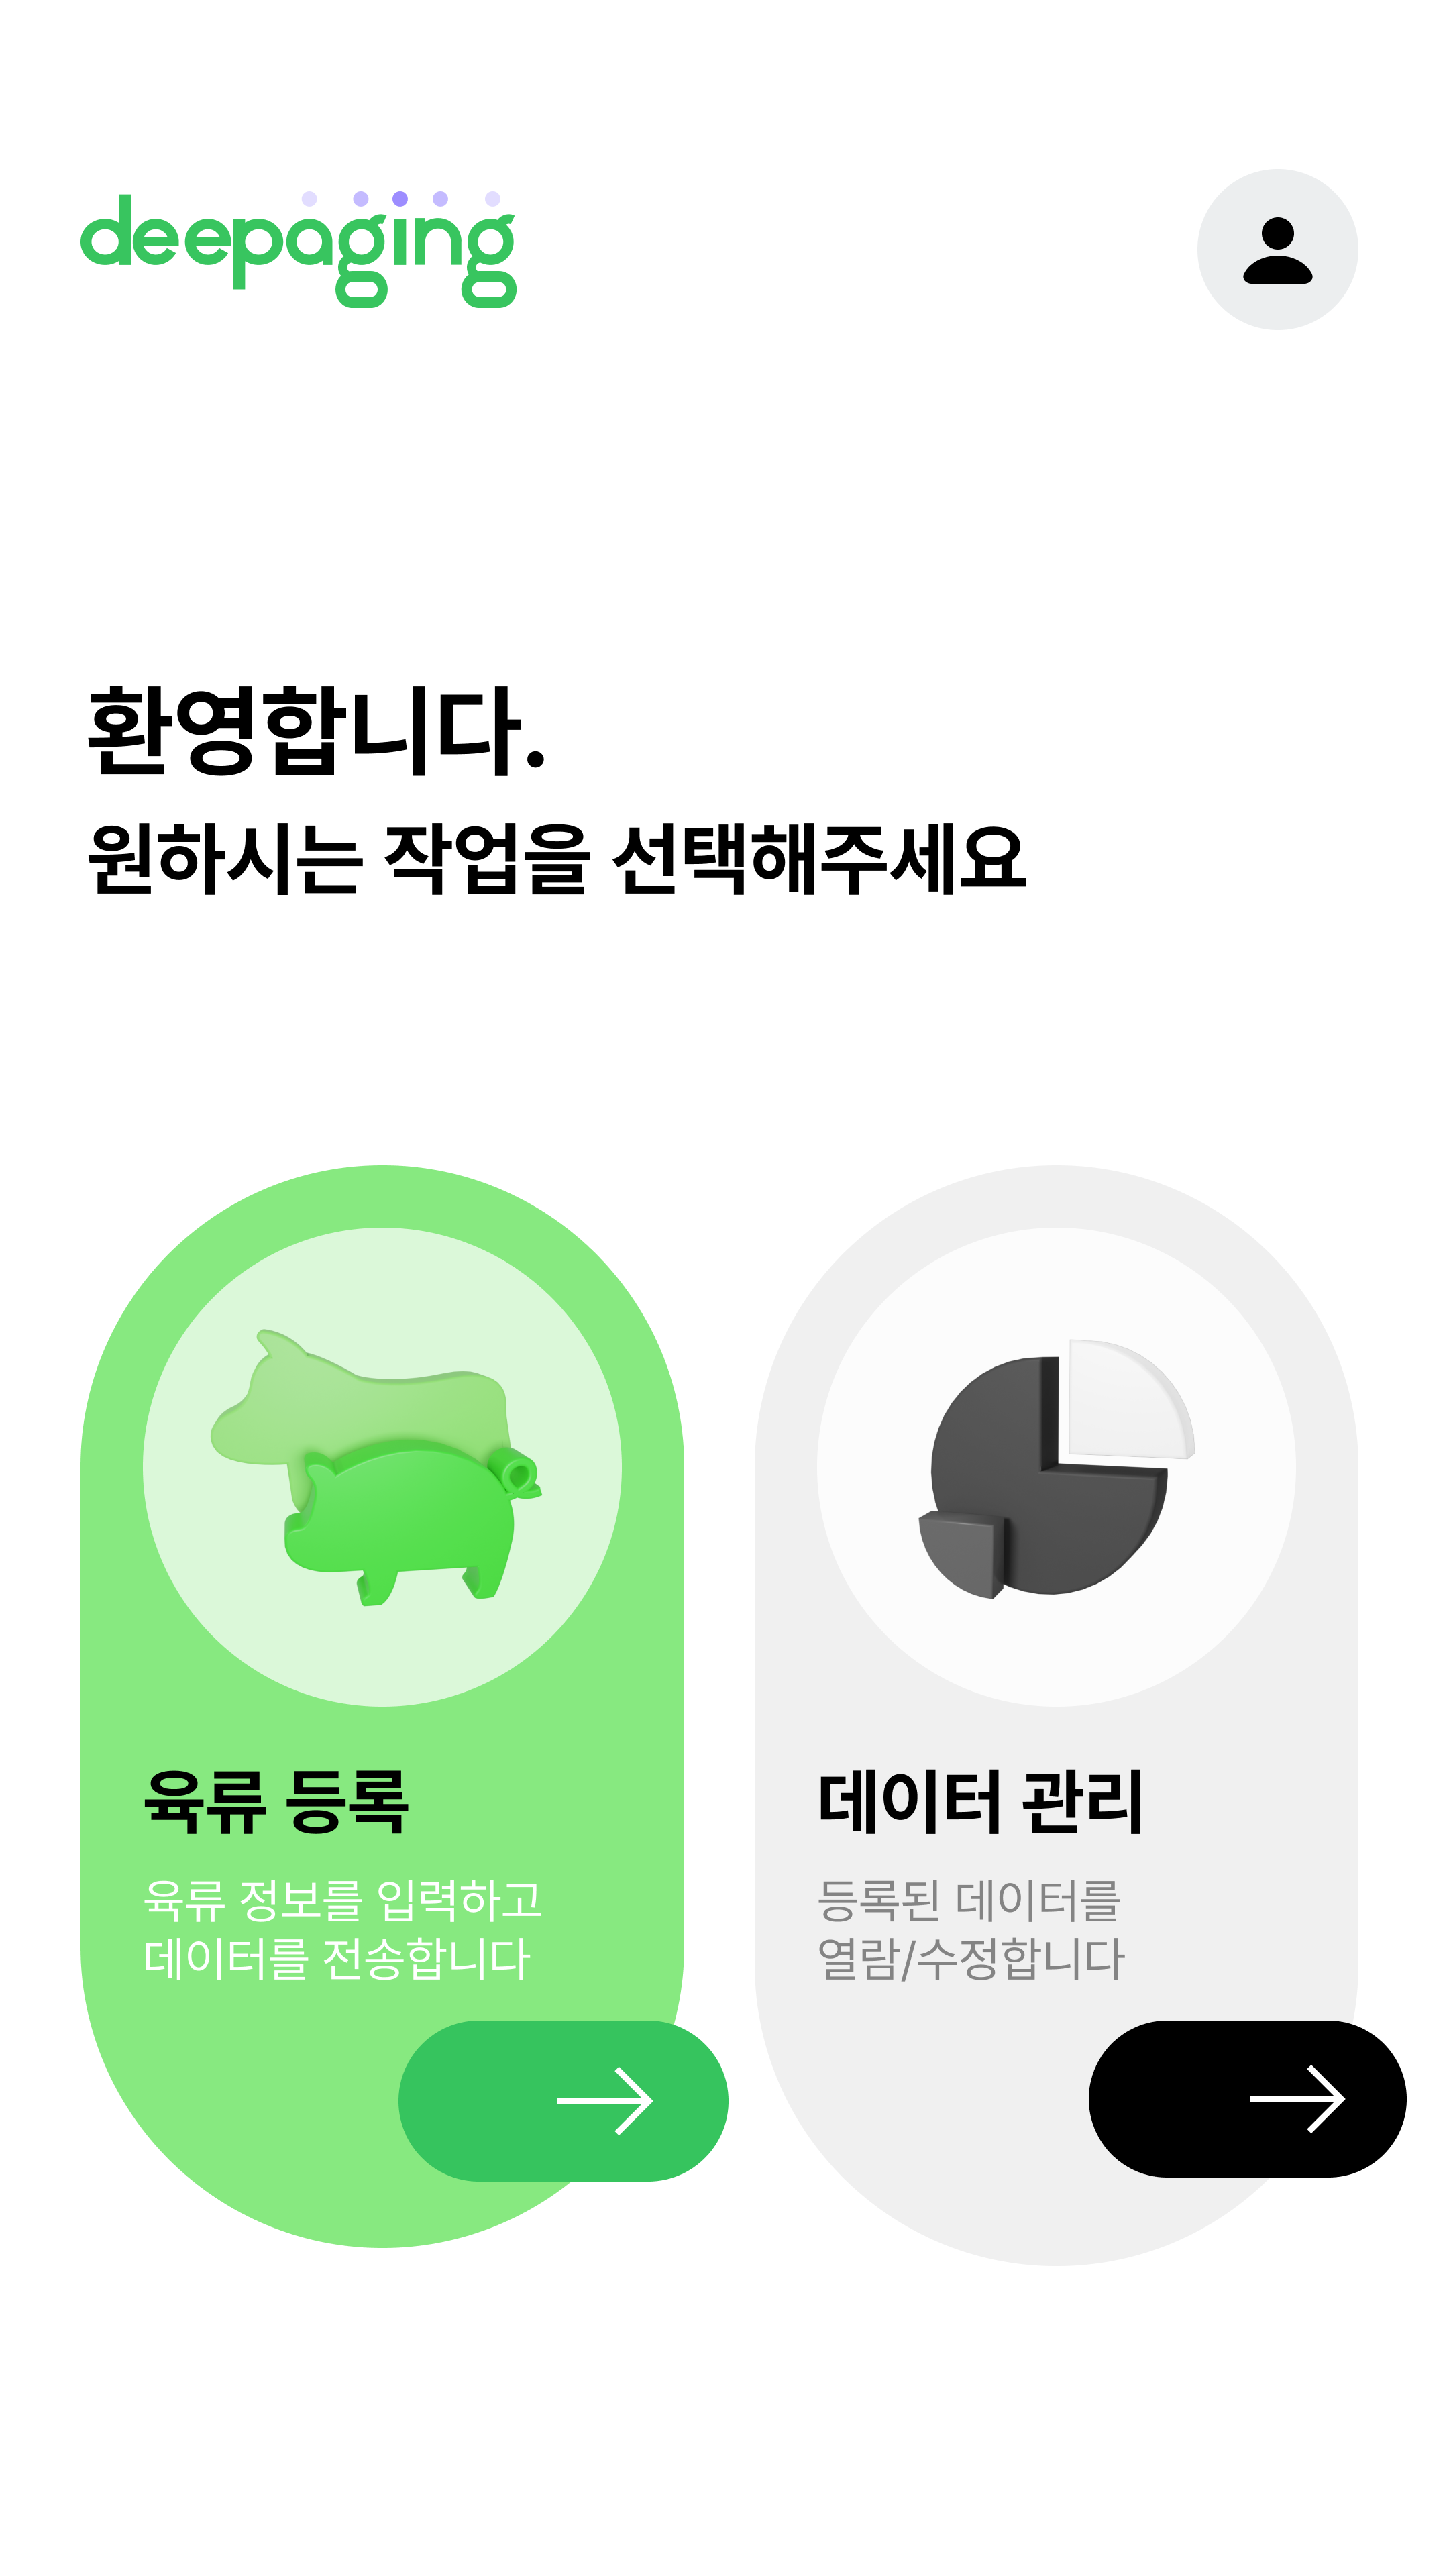 deepaging
환영합니다.
원하시는 작업을 선택해주세요
육류 등록
육류 정보를 입력하고
데이터를 전송합니다
데이터 관리
등록된 데이터를
열람/수정합니다